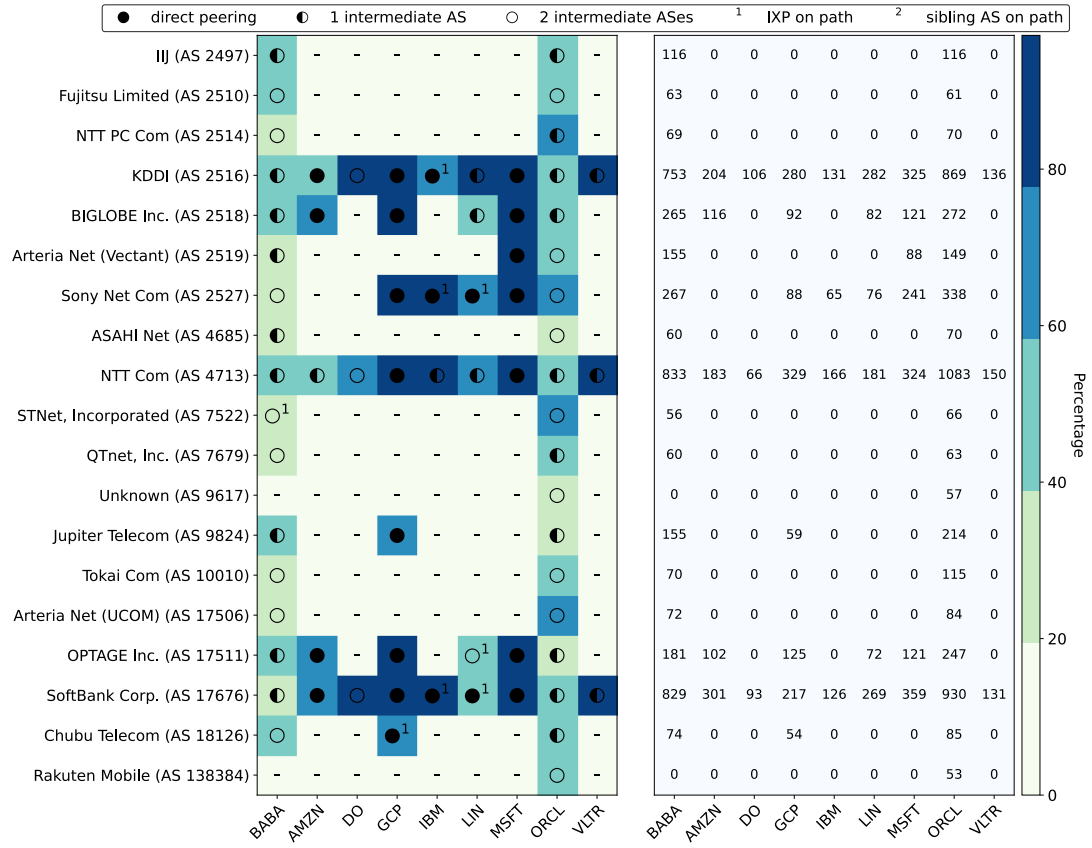 direct peering 1 intermediate AS 2 intermediate ASes 1 IXP on path 2 sibling AS on path
IIJ (AS 2497) - - - - - - - 116 0 0 0 0 0 0 116 0
Fujitsu Limited (AS 2510) - - - - - - - 63 0 0 0 0 0 0 61 0
NTT PC Com (AS 2514) - - - - - - - 69 0 0 0 0 0 0 70 0
KDDI (AS 2516) 1 753 204 106 280 131 282 325 869 136
BIGLOBE Inc. (AS 2518) - - - 265 116 0 92 0 82 121 272 0
Arteria Net (Vectant) (AS 2519) - - - - - - 155 0 0 0 0 0 88 149 0
Sony Net Com (AS 2527) - - 1 1 - 267 0 0 88 65 76 241 338 0
ASAHI Net (AS 4685) - - - - - - - 60 0 0 0 0 0 0 70 0
NTT Com (AS 4713) 833 183 66 329 166 181 324 1083 150
STNet, Incorporated (AS 7522) 1 - - - - - - - 56 0 0 0 0 0 0 66 0
QTnet, Inc. (AS 7679) - - - - - - - 60 0 0 0 0 0 0 63 0
Unknown (AS 9617) - - - - - - - - 0 0 0 0 0 0 0 57 0
Jupiter Telecom (AS 9824) - - - - - - 155 0 0 59 0 0 0 214 0
Tokai Com (AS 10010) - - - - - - - 70 0 0 0 0 0 0 115 0
Arteria Net (UCOM) (AS 17506) - - - - - - - 72 0 0 0 0 0 0 84 0
OPTAGE Inc. (AS 17511) - - 1 - 181 102 0 125 0 72 121 247 0
SoftBank Corp. (AS 17676) 1 1 829 301 93 217 126 269 359 930 131
Chubu Telecom (AS 18126) - - 1 - - - - 74 0 0 54 0 0 0 85 0
Rakuten Mobile (AS 138384) - - - - - - - - 0 0 0 0 0 0 0 53 0
BABA AMZN DO GCP IBM LIN MSFT ORCL VLTR
BABA AMZN DO GCP IBM LIN MSFT ORCL VLTR
80
60
40
20
0
Percentage